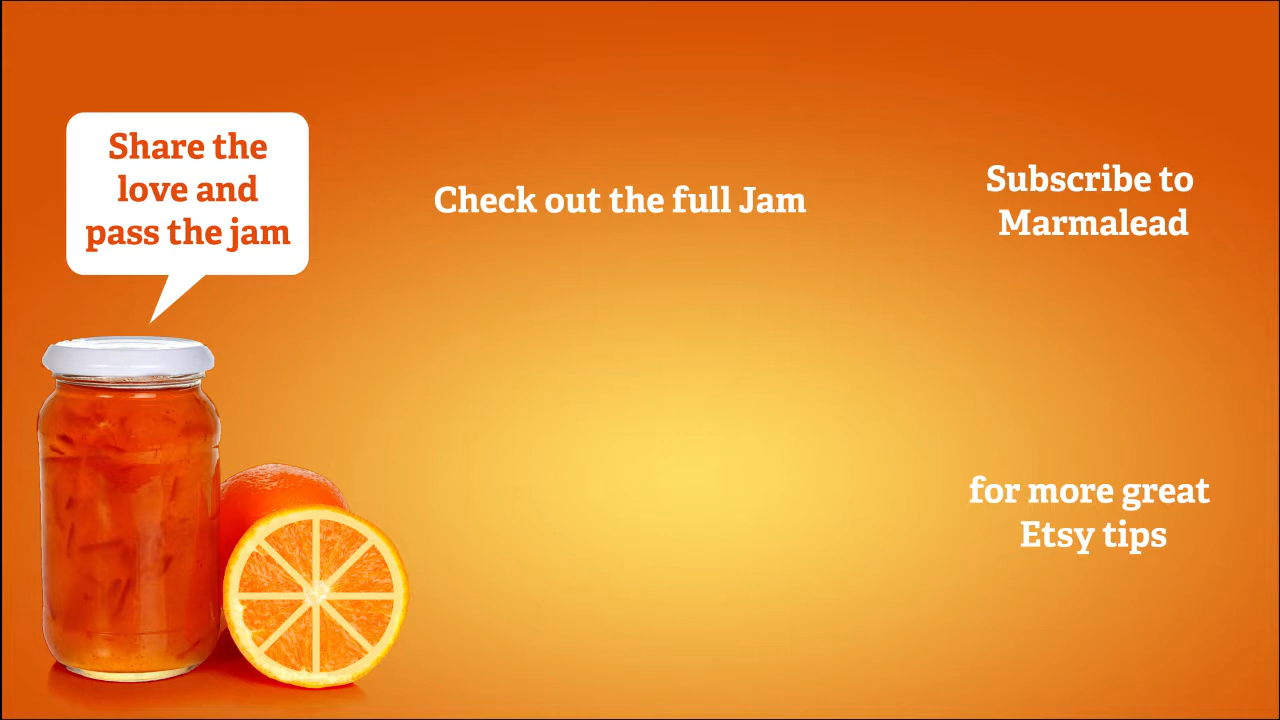 Share the
love and
pass the jam
Check out the full Jam
Subscribe to
Marmalead
for more great
Etsy tips